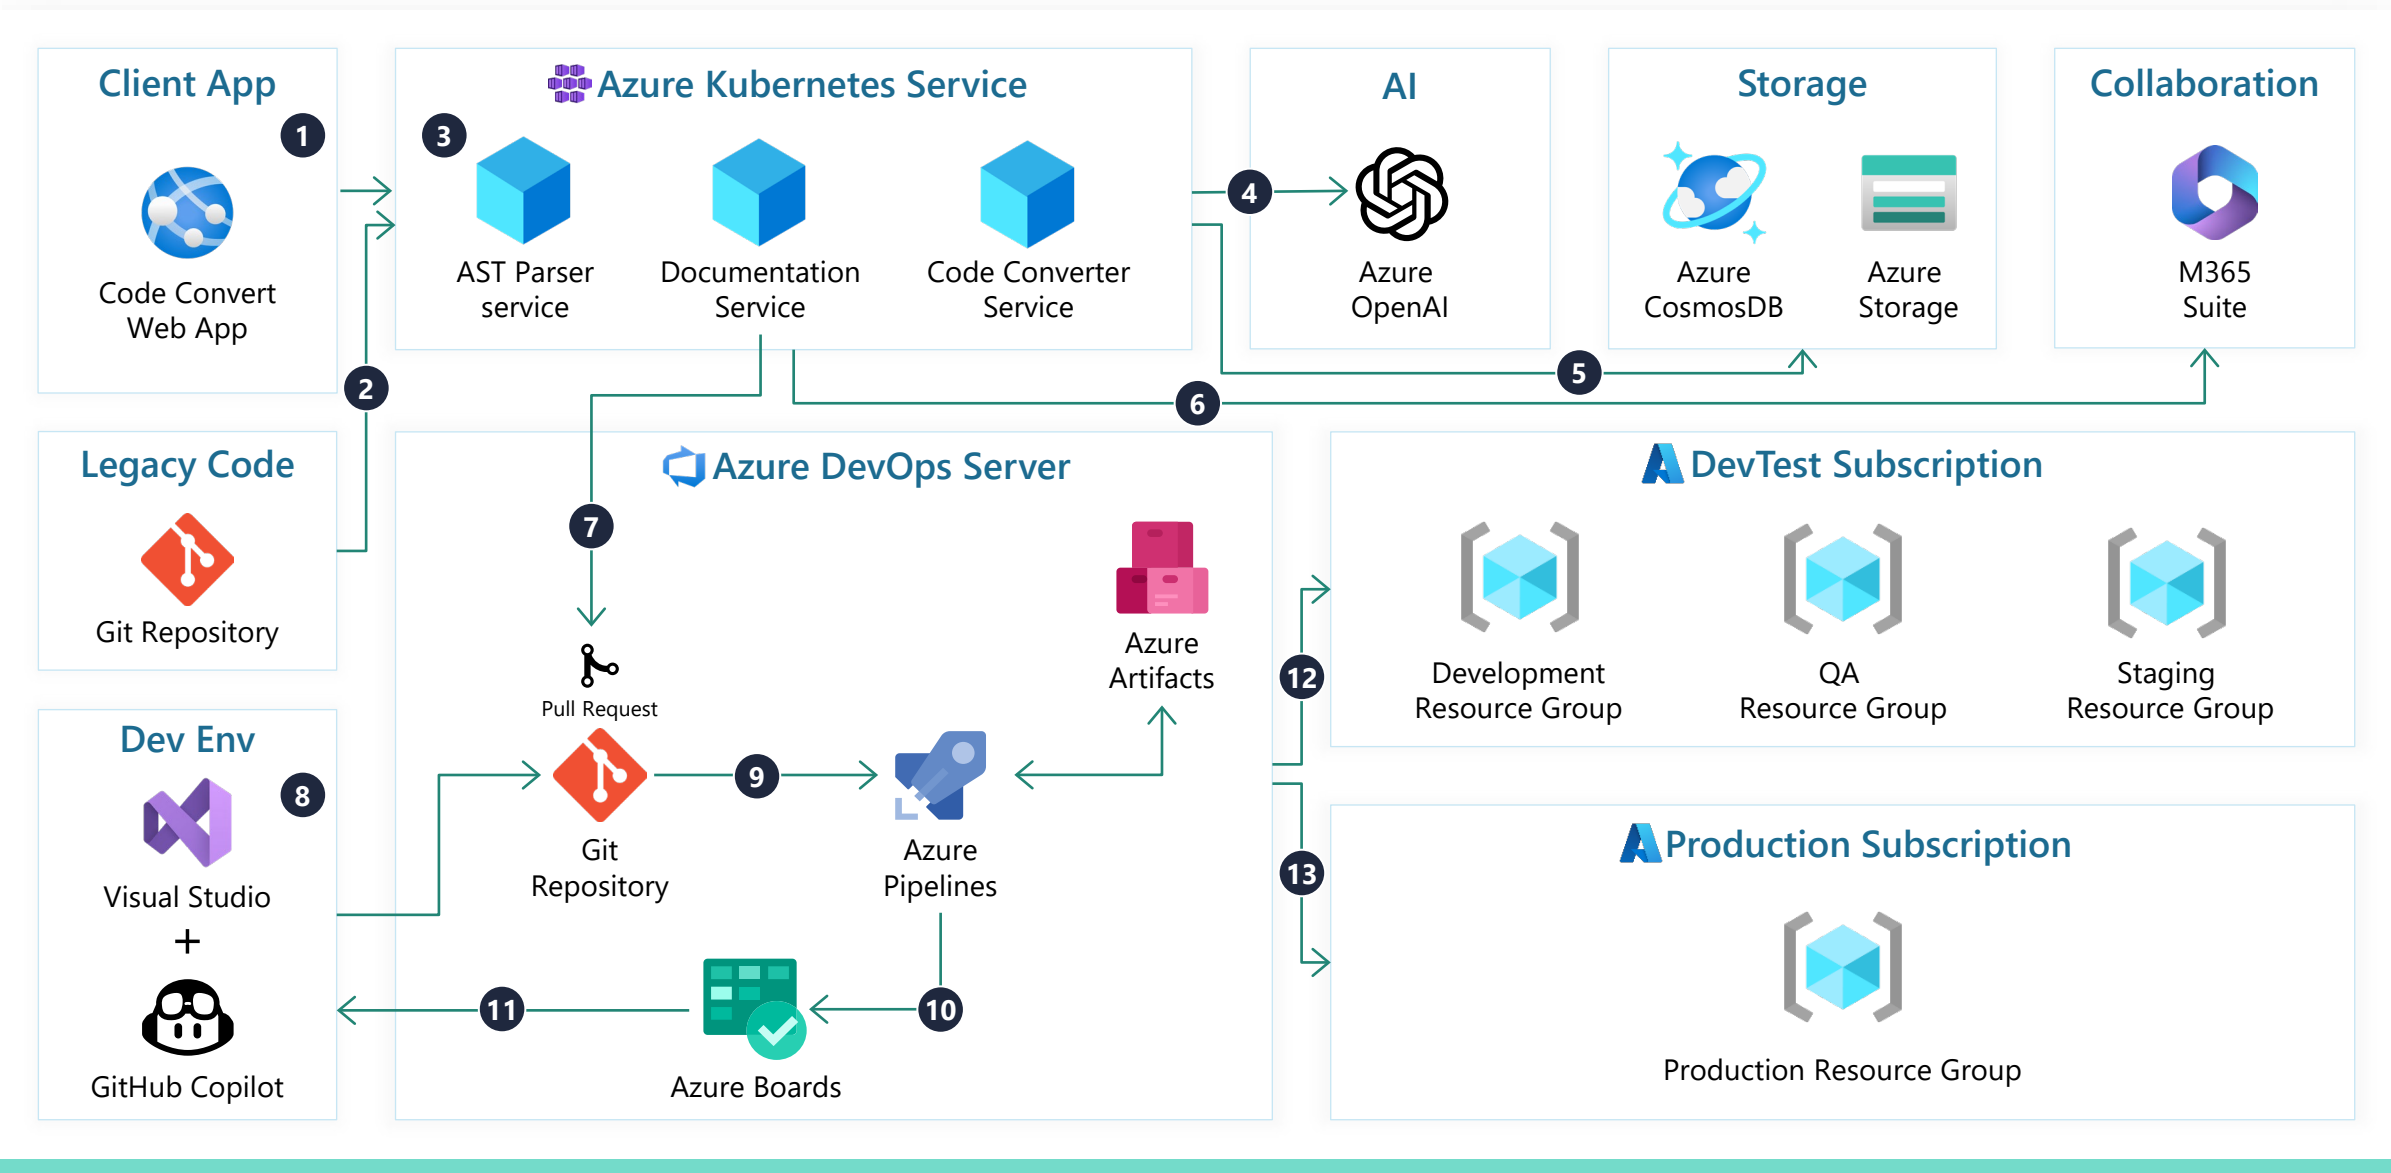 Client App
1
Code Convert
Web App
Azure Kubernetes Service
3
AST Parser
service
Documentation
Service
Code Converter
Service
4
AI
Azure
OpenAI
Storage
Azure
CosmosDB
Azure
Storage
Collaboration
M365
Suite
2
5
6
Legacy Code
Git Repository
Azure DevOps Server
7
Pull Request
Git
Repository
9
Azure
Pipelines
Azure
Artifacts
10
Azure Boards
11
Dev Env
8
Visual Studio
+
GitHub Copilot
12
DevTest Subscription
Development
Resource Group
QA
Resource Group
Staging
Resource Group
13
Production Subscription
Production Resource Group